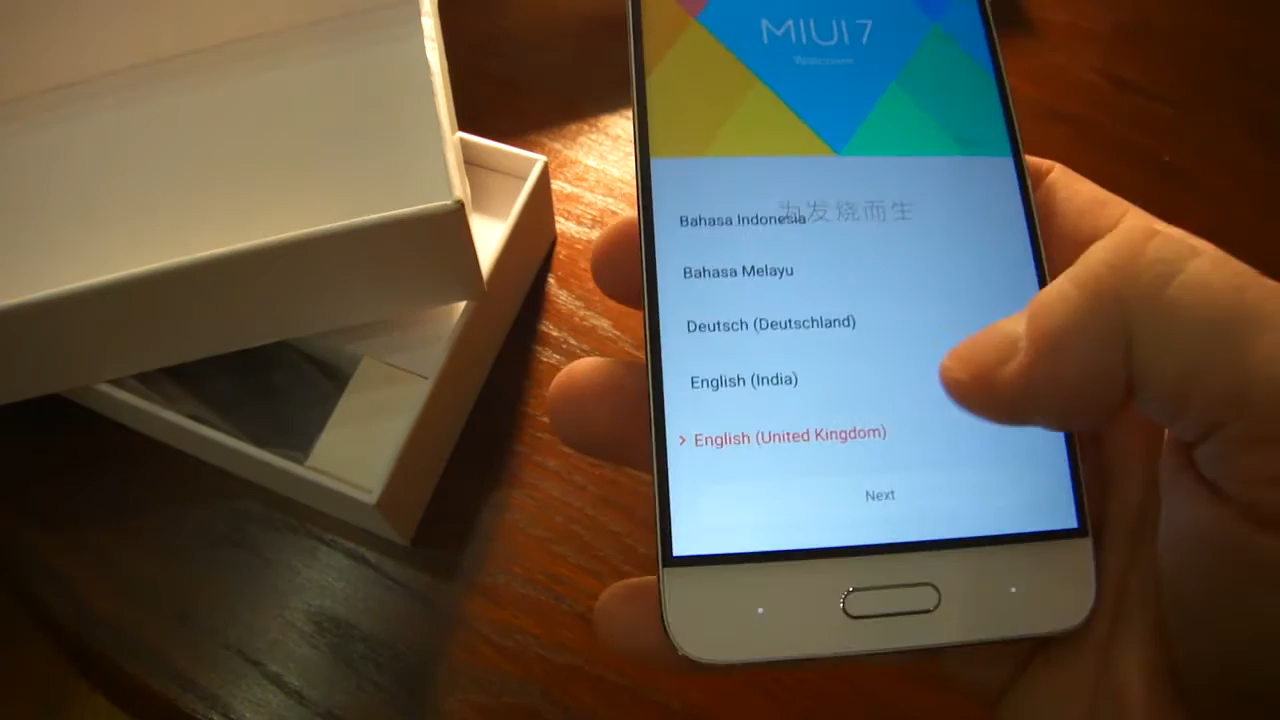 MIUI 7
Welcome
为发烧而生
Bahasa Indonesia
Bahasa Melayu
Deutsch (Deutschland)
English (India)
> English (United Kingdom)
Next